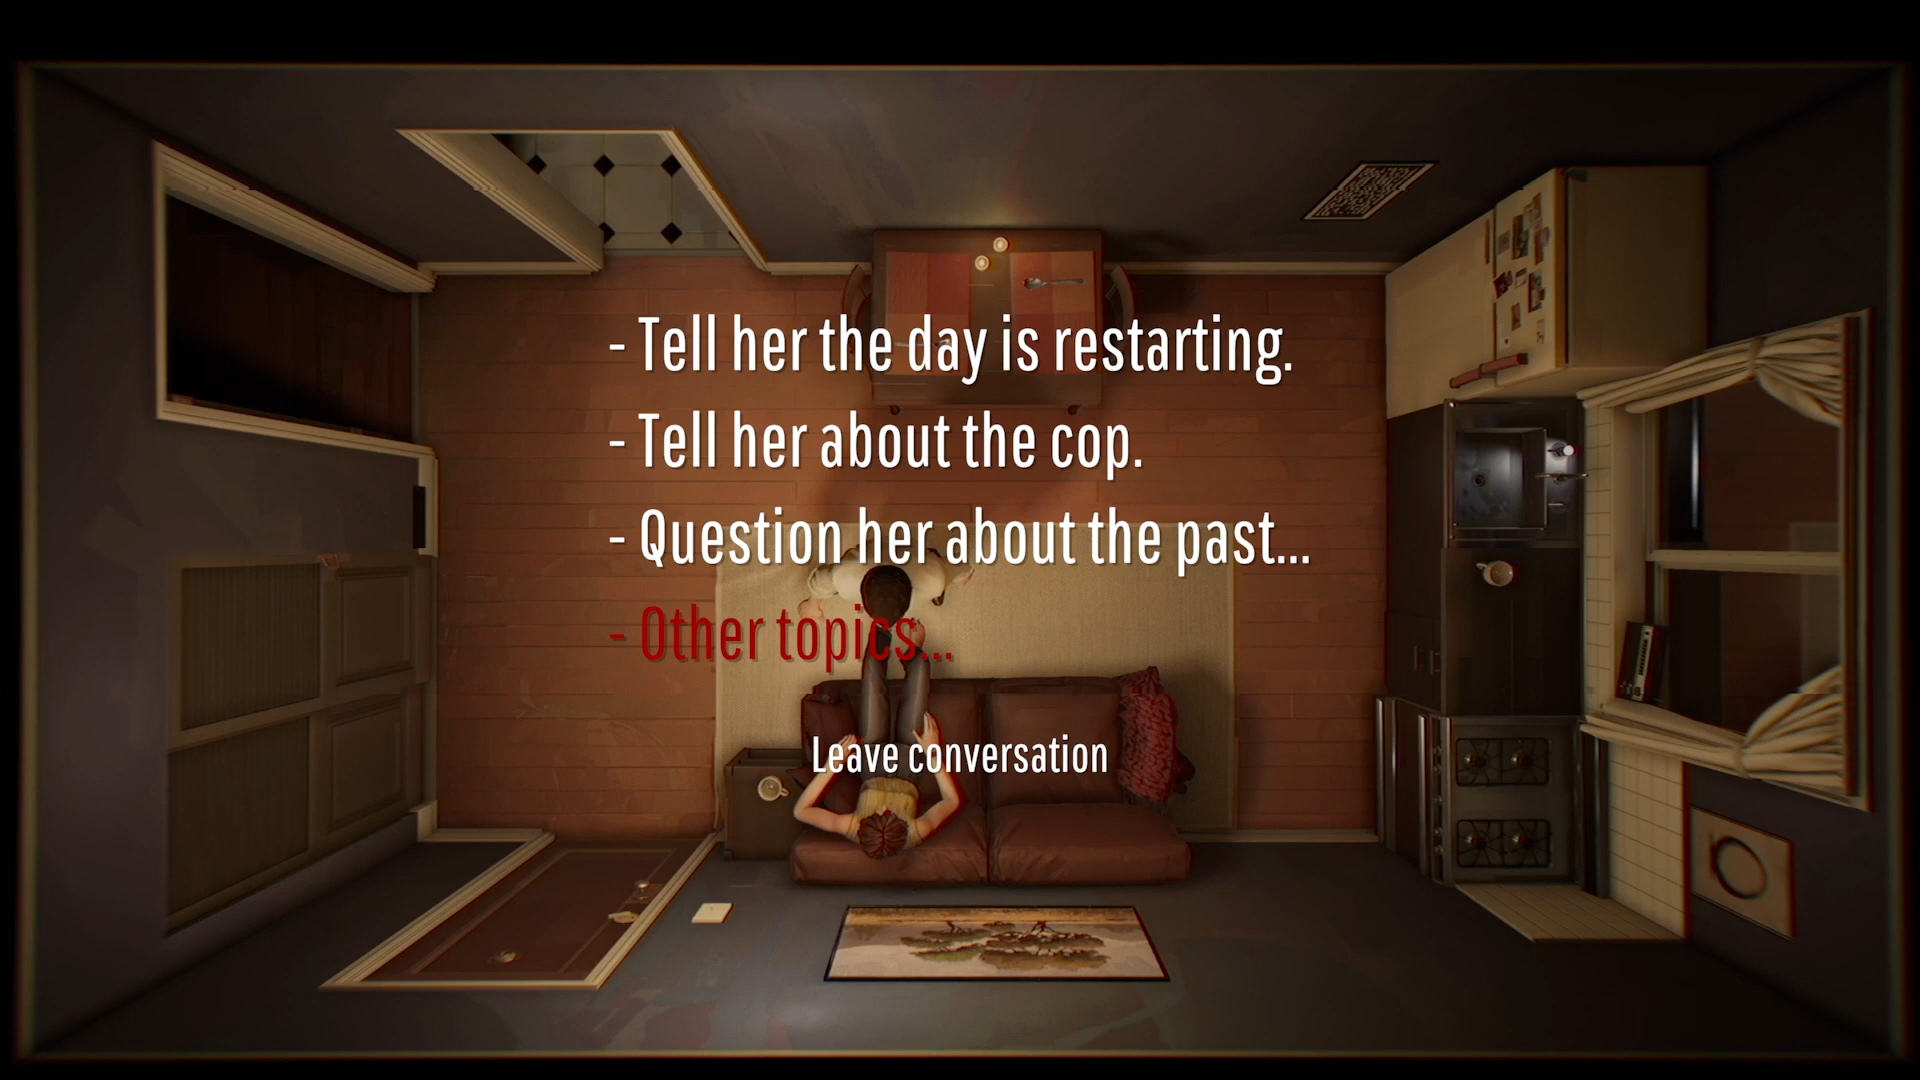 - Tell her the day is restarting.
- Tell her about the cop.
- Question her about the past...
- Other topics...
Leave conversation